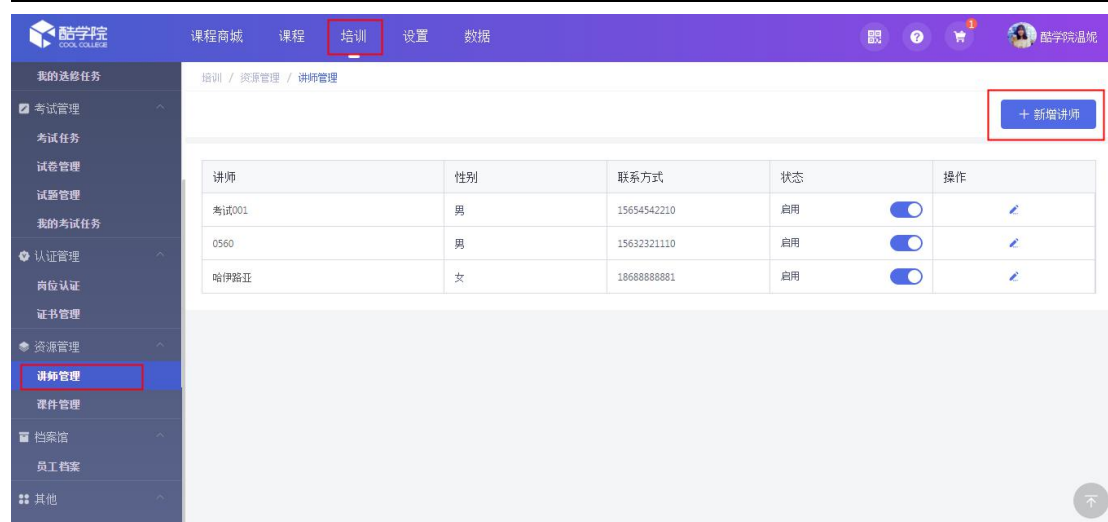 酷学院
COOL COLLEGE
课程商城 课程 培训 设置 数据
1
酷学院温妮
培训 / 资源管理 / 讲师管理
+ 新增讲师
我的选修任务
考试管理
考试任务
试卷管理
试题管理
我的考试任务
认证管理
岗位认证
证书管理
资源管理
讲师管理
课件管理
档案馆
员工档案
其他
讲师 性别 联系方式 状态 操作
考试001 男 15654542210 启用
0560 男 15632321110 启用
哈伊路亚 女 18688888881 启用